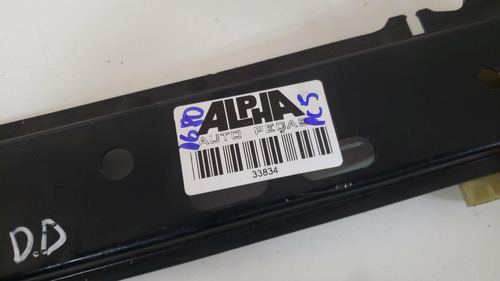 1680
ALPHA
AUTO PEÇAS
KC5
33834
D.D